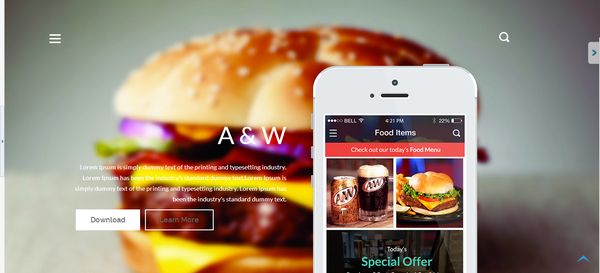 A & W
Lorem Ipsum is simply dummy text of the printing and typesetting industry.
Lorem Ipsum has been the industry's standard dummy text. Lorem Ipsum is
simply dummy text of the printing and typesetting industry. Lorem Ipsum has
been the industry's standard dummy text.
Download
Learn More
BELL
4:21 PM
22%
Food Items
Check out our today's Food Menu
A&W
A&W
Today's
Special Offer